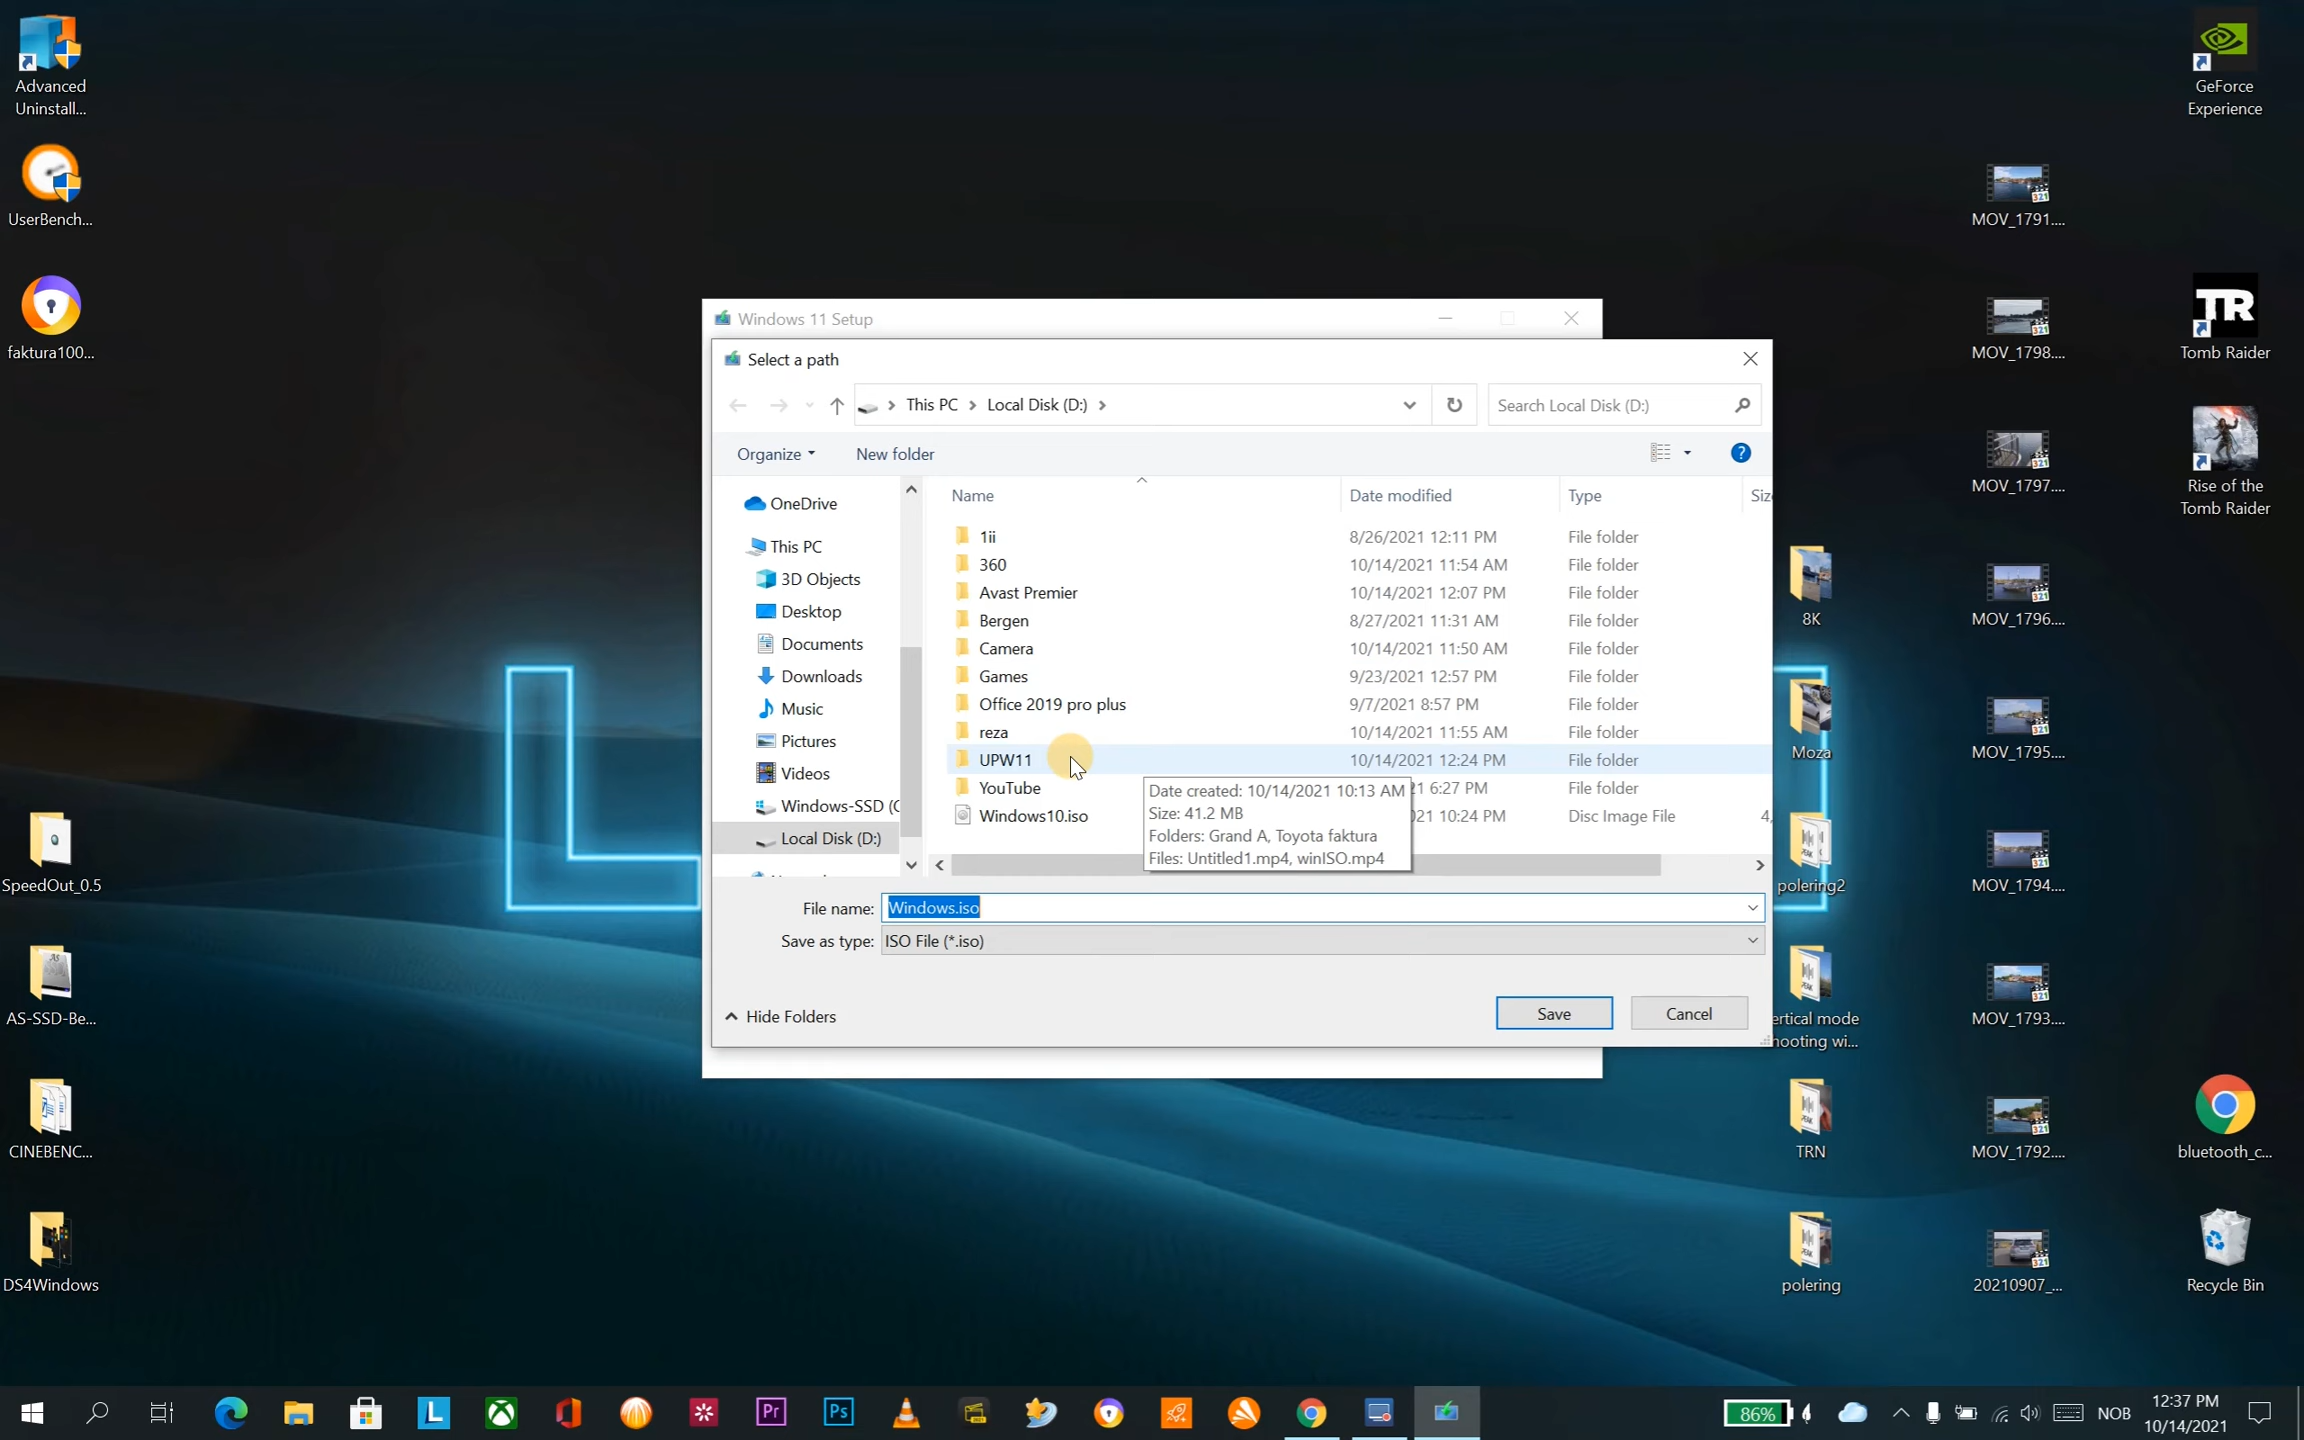 Advanced
Uninstall...
UserBench...
faktura100...
SpeedOut_0.5
AS-SSD-Be...
CINEBENC...
DS4Windows
Windows 11 Setup
Select a path
This PC
Local Disk (D:)
Search Local Disk (D:)
Organize
New folder
OneDrive
This PC
3D Objects
Desktop
Documents
Downloads
Music
Pictures
Videos
Windows-SSD (C
Local Disk (D:)
Name Date modified Type Siz
1ii 8/26/2021 12:11 PM File folder
360 10/14/2021 11:54 AM File folder
Avast Premier 10/14/2021 12:07 PM File folder
Bergen 8/27/2021 11:31 AM File folder
Camera 10/14/2021 11:50 AM File folder
Games 9/23/2021 12:57 PM File folder
Office 2019 pro plus 9/7/2021 8:57 PM File folder
reza 10/14/2021 11:55 AM File folder
UPW11 10/14/2021 12:24 PM File folder
YouTube 21 6:27 PM File folder
Windows10.iso 21 10:24 PM Disc Image File 4,
Date created: 10/14/2021 10:13 AM
Size: 41.2 MB
Folders: Grand A, Toyota faktura
Files: Untitled1.mp4, winISO.mp4
File name: Windows.iso
Save as type: ISO File (*.iso)
Hide Folders
Save
Cancel
8K
Moza
polering2
ertical mode
hooting wi...
TRN
polering
MOV_1791....
MOV_1798....
MOV_1797....
MOV_1796....
MOV_1795....
MOV_1794....
MOV_1793....
MOV_1792....
20210907_...
GeForce
Experience
TR
Tomb Raider
Rise of the
Tomb Raider
bluetooth_c...
Recycle Bin
L
Pr
Ps
86%
NOB
12:37 PM
10/14/2021